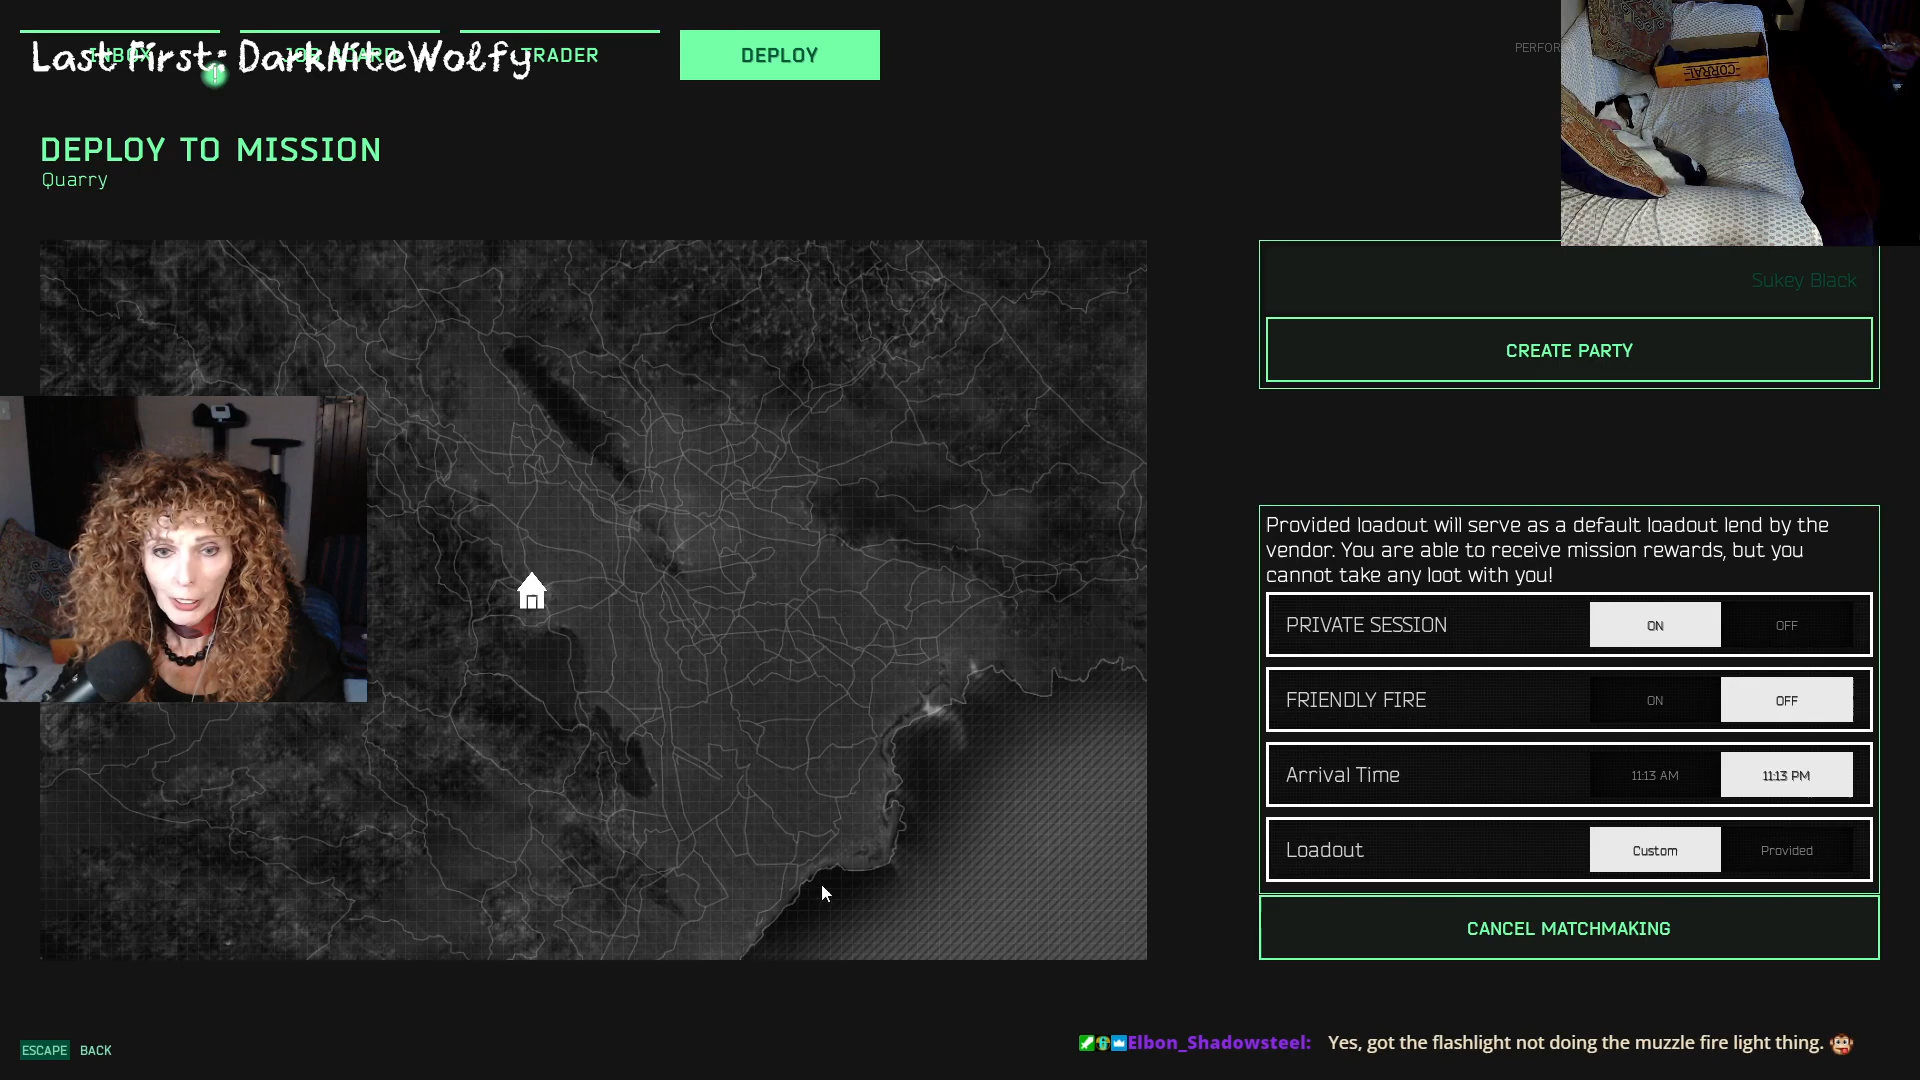 INBOX
JOB BOARD
TRADER
DEPLOY
Last First: DarkNiteWolfy
DEPLOY TO MISSION
Quarry
CORRAL
Sukey Black
CREATE PARTY
Provided loadout will serve as a default loadout lend by the
vendor. You are able to receive mission rewards, but you
cannot take any loot with you!
PRIVATE SESSION ON OFF
FRIENDLY FIRE ON OFF
Arrival Time 11:13 AM 11:13 PM
Loadout Custom Provided
CANCEL MATCHMAKING
ESCAPE BACK
Elbon_Shadowsteel: Yes, got the flashlight not doing the muzzle fire light thing.